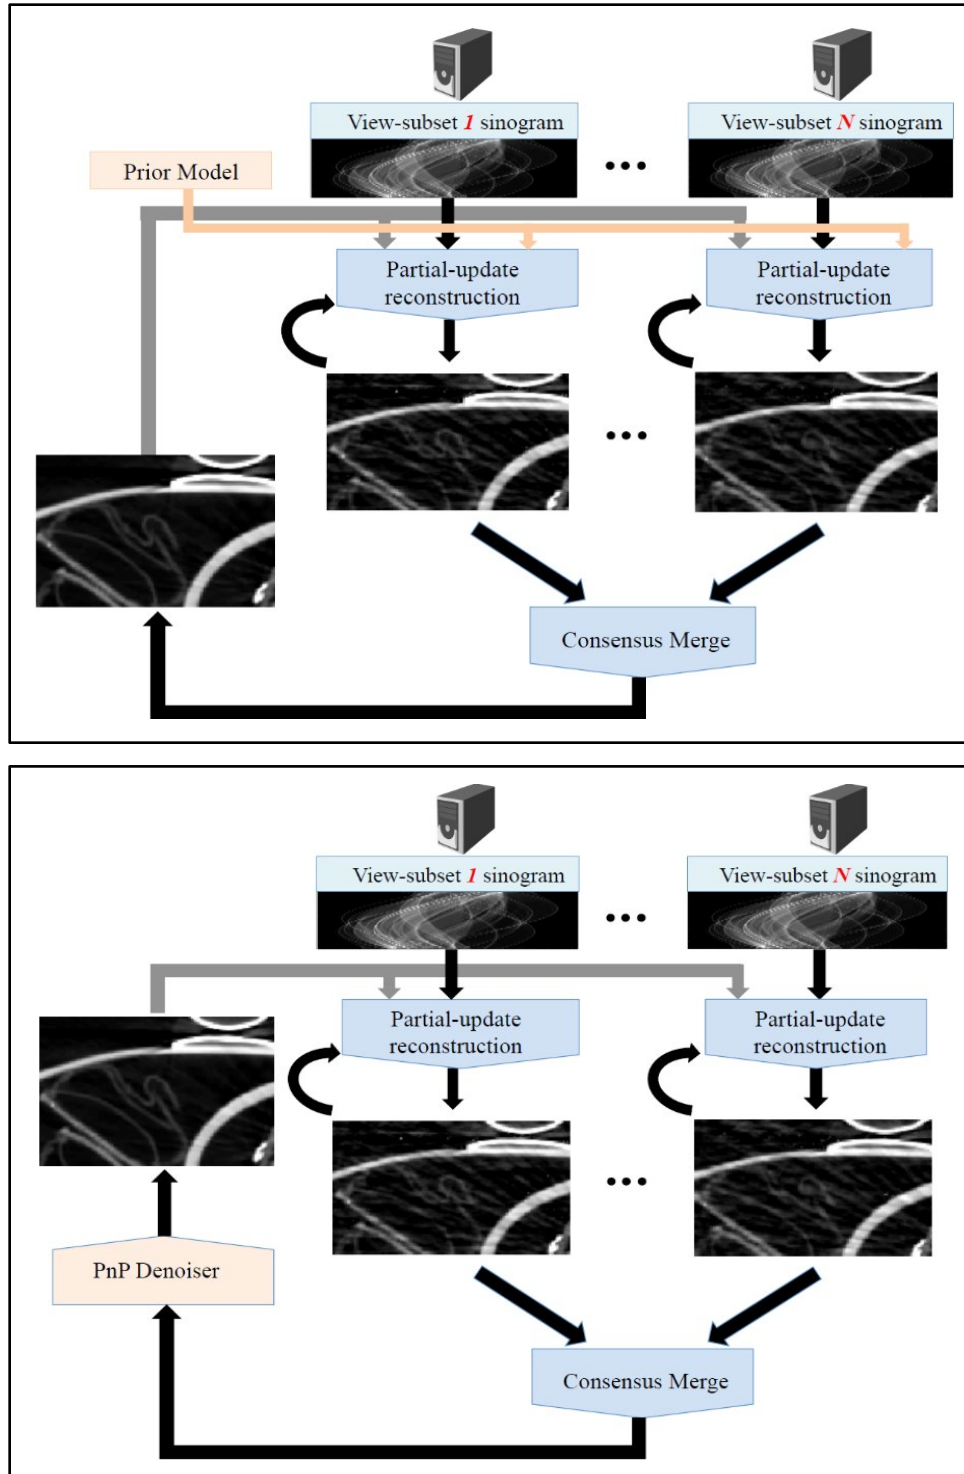 View-subset 1 sinogram
View-subset N sinogram
Prior Model
Partial-update
reconstruction
Partial-update
reconstruction
Consensus Merge
View-subset 1 sinogram
View-subset N sinogram
Partial-update
reconstruction
Partial-update
reconstruction
PnP Denoiser
Consensus Merge